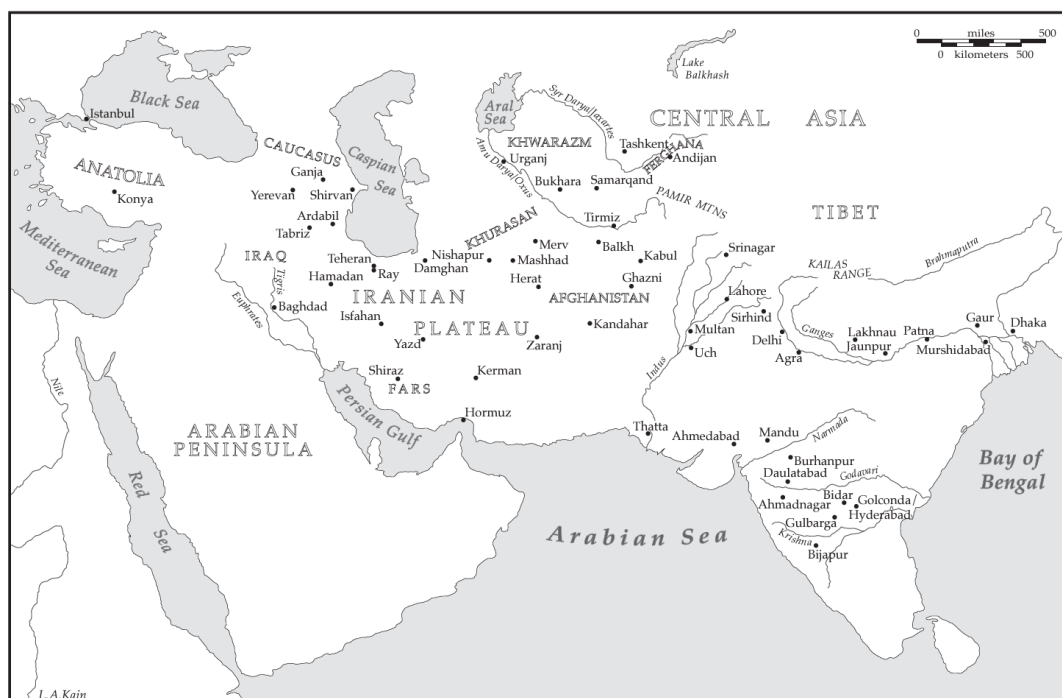 0 miles 500
0 kilometers 500
Lake
Balkhash
Black Sea
Istanbul
Aral
Sea
Syr Darya/Jaxartes
CENTRAL ASIA
ANATOLIA
Konya
CAUCASUS
Ganja
Yerevan
Shirvan
Caspian
Sea
KHWARAZM
Urganj
Amu Darya/Oxus
Tashkent
FERGHANA
Andijan
Bukhara
Samarqand
PAMIR MTNS
TIBET
Mediterranean
Sea
Ardabil
Tabriz
KHURASAN
Tirmiz
IRAQ
Tigris
Teheran
Ray
Hamadan
Nishapur
Damghan
Merv
Mashhad
Balkh
Kabul
Srinagar
KAILAS
RANGE
Brahmaputra
Euphrates
Baghdad
IRANIAN
PLATEAU
Herat
Ghazni
AFGHANISTAN
Lahore
Isfahan
Yazd
Zaranj
Kandahar
Multan
Uch
Sirhind
Delhi
Agra
Ganges
Lakhnau
Jaunpur
Patna
Gaur
Murshidabad
Dhaka
Nile
Shiraz
FARS
Kerman
Indus
Persian Gulf
Hormuz
ARABIAN
PENINSULA
Thatta
Ahmedabad
Mandu
Narmada
Burhanpur
Daulatabad
Godavari
Bay of
Bengal
Red
Sea
Ahmadnagar
Bidar
Golconda
Hyderabad
Gulbarga
Krishna
Bijapur
Arabian Sea
L.A.Kain